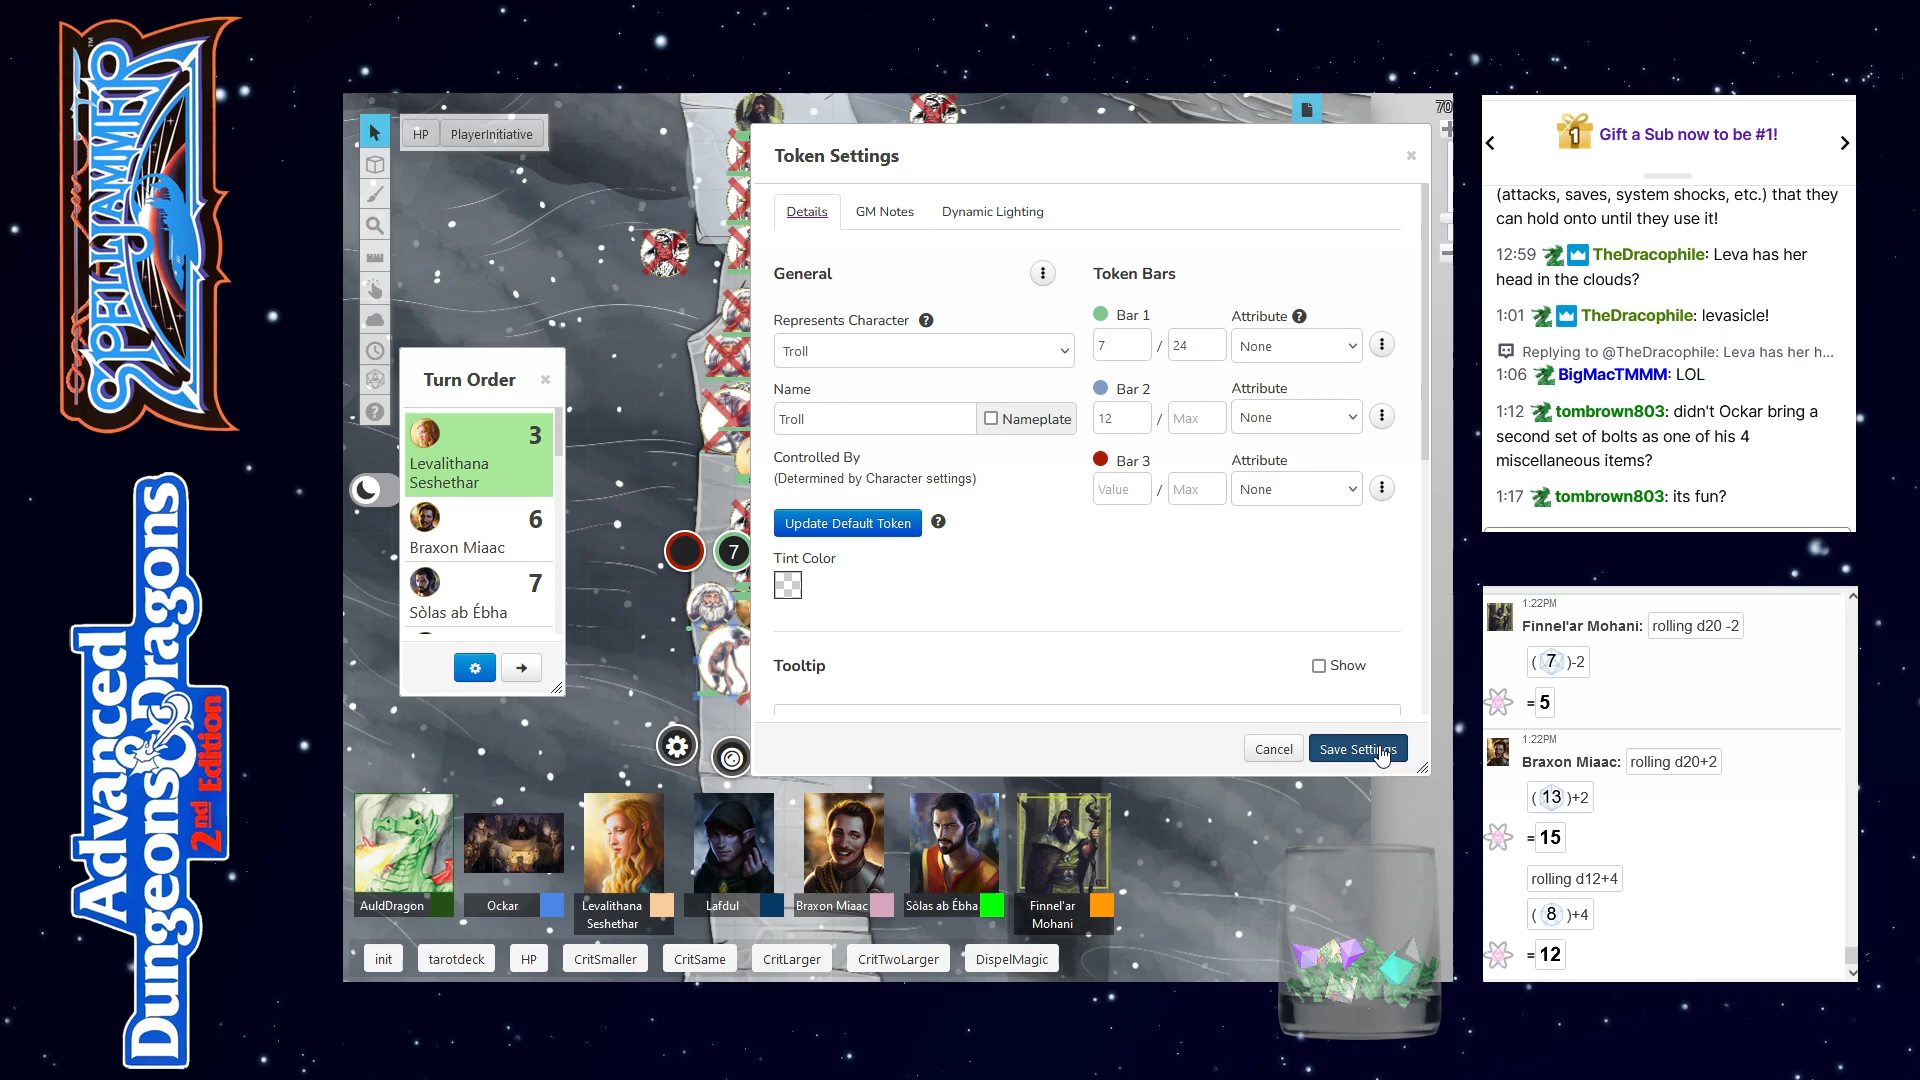 SPELLJAMMER
TM
Advanced
Dungeons & Dragons
2nd Edition
HP
PlayerInitiative
70
Turn Order
3
Levalithana
Seshethar
6
Braxon Miaac
7
Sòlas ab Ébha
7
Token Settings
Details
GM Notes
Dynamic Lighting
General
Represents Character
Troll
Name
Troll
Nameplate
Controlled By
(Determined by Character settings)
Update Default Token
Tint Color
Token Bars
Bar 1
Attribute
7 / 24
None
Bar 2
Attribute
12 / Max
None
Bar 3
Attribute
Value / Max
None
Tooltip
Show
Cancel
Save Settings
AuldDragon
Ockar
Levalithana
Seshethar
Lafdul
Braxon Miaac
Sòlas ab Ébha
Finnel'ar
Mohani
init
tarotdeck
HP
CritSmaller
CritSame
CritLarger
CritTwoLarger
DispelMagic
1
Gift a Sub now to be #1!
(attacks, saves, system shocks, etc.) that they
can hold onto until they use it!
12:59 TheDracophile: Leva has her
head in the clouds?
1:01 TheDracophile: levasicle!
Replying to @TheDracophile: Leva has her h...
1:06 BigMacTMMM: LOL
1:12 tombrown803: didn't Ockar bring a
second set of bolts as one of his 4
miscellaneous items?
1:17 tombrown803: its fun?
1:22PM
Finnel'ar Mohani: rolling d20 -2
(7)-2
=5
1:22PM
Braxon Miaac: rolling d20+2
(13)+2
=15
rolling d12+4
(8)+4
=12